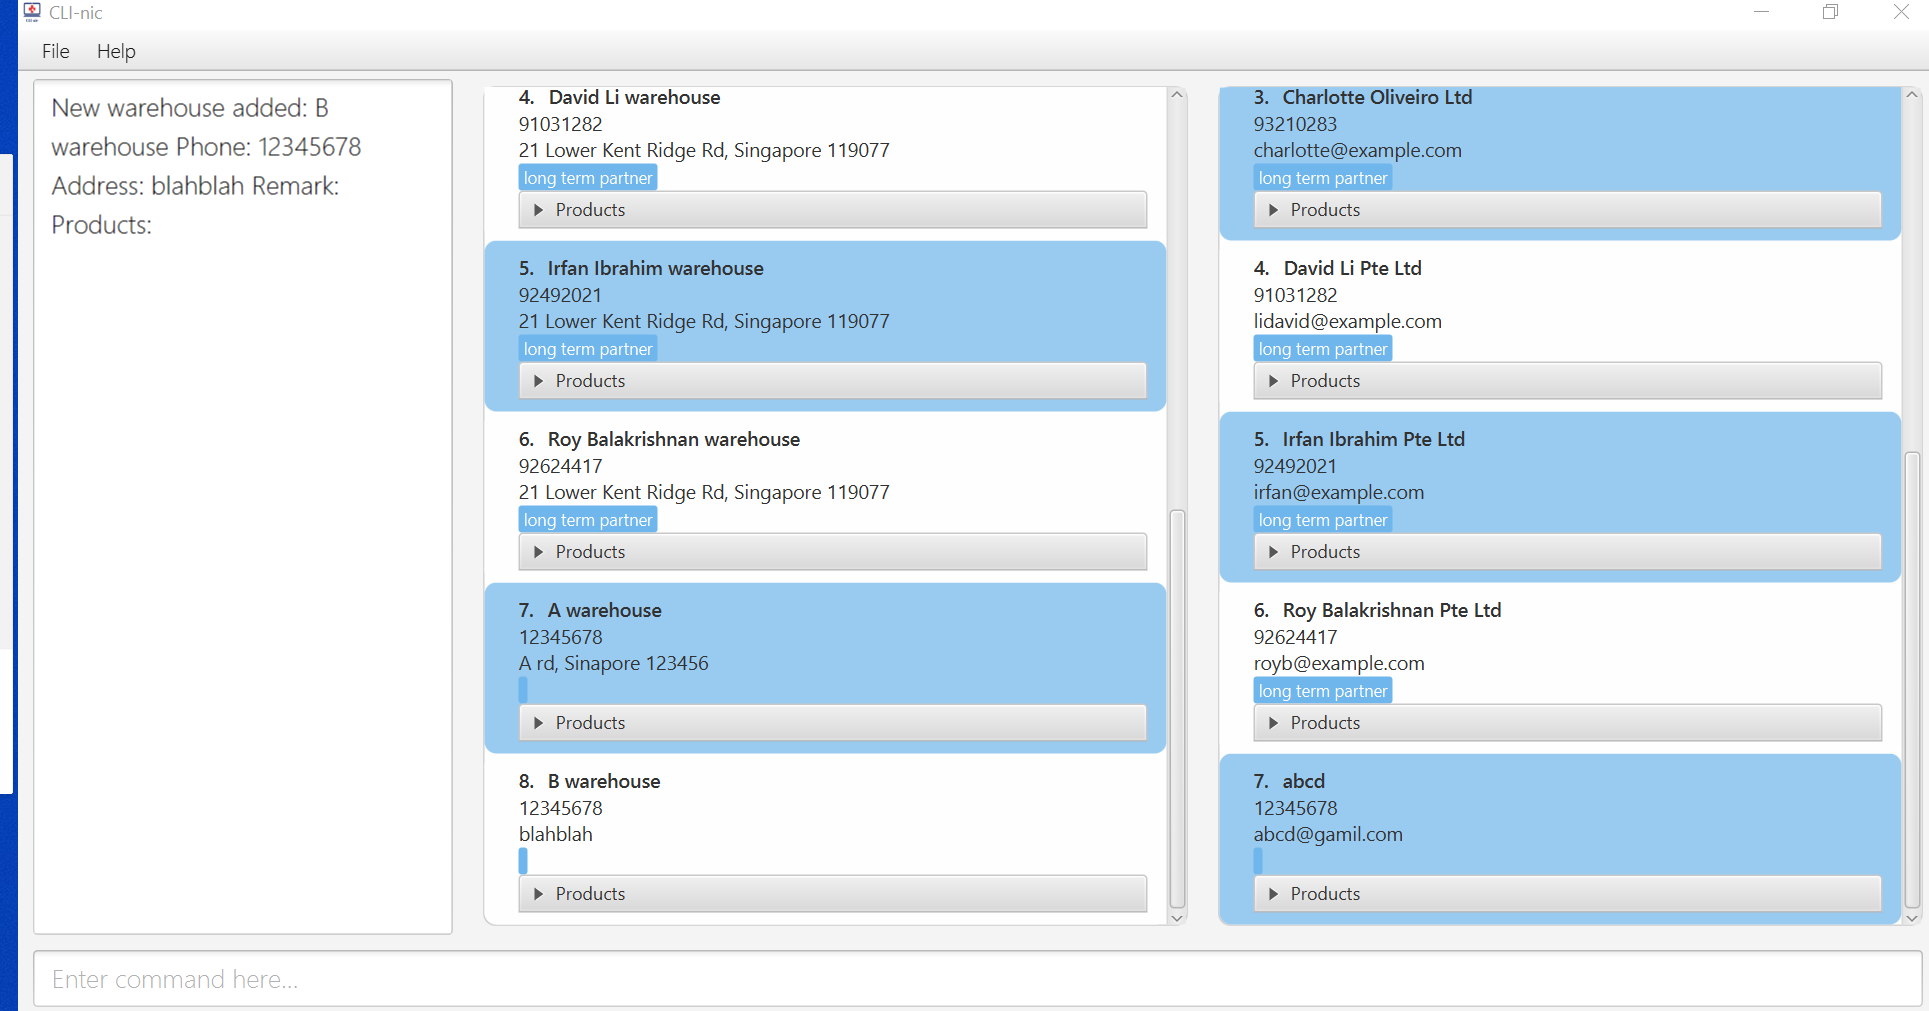 CLI-nic
File Help
New warehouse added: B
warehouse Phone: 12345678
Address: blahblah Remark:
Products:
4. David Li warehouse
91031282
21 Lower Kent Ridge Rd, Singapore 119077
long term partner
Products
5. Irfan Ibrahim warehouse
92492021
21 Lower Kent Ridge Rd, Singapore 119077
long term partner
Products
6. Roy Balakrishnan warehouse
92624417
21 Lower Kent Ridge Rd, Singapore 119077
long term partner
Products
7. A warehouse
12345678
A rd, Sinapore 123456
Products
8. B warehouse
12345678
blahblah
Products
3. Charlotte Oliveiro Ltd
93210283
charlotte@example.com
long term partner
Products
4. David Li Pte Ltd
91031282
lidavid@example.com
long term partner
Products
5. Irfan Ibrahim Pte Ltd
92492021
irfan@example.com
long term partner
Products
6. Roy Balakrishnan Pte Ltd
92624417
royb@example.com
long term partner
Products
7. abcd
12345678
abcd@gamil.com
Products
Enter command here...